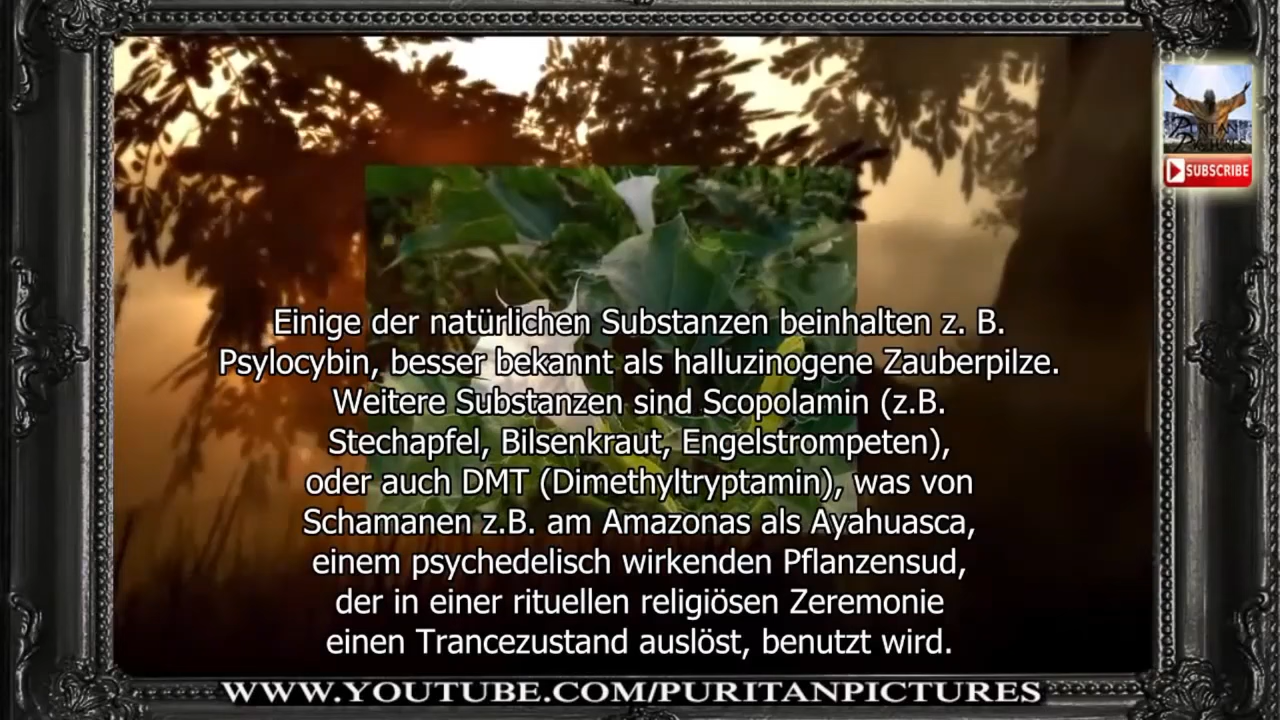 PURITAN
PICTURES
SUBSCRIBE
Einige der natürlichen Substanzen beinhalten z. B.
Psylocybin, besser bekannt als halluzinogene Zauberpilze.
Weitere Substanzen sind Scopolamin (z.B.
Stechapfel, Bilsenkraut, Engelstrompeten),
oder auch DMT (Dimethyltryptamin), was von
Schamanen z.B. am Amazonas als Ayahuasca,
einem psychedelisch wirkenden Pflanzensud,
der in einer rituellen religiösen Zeremonie
einen Trancezustand auslöst, benutzt wird.
WWW.YOUTUBE.COM/PURITANPICTURES